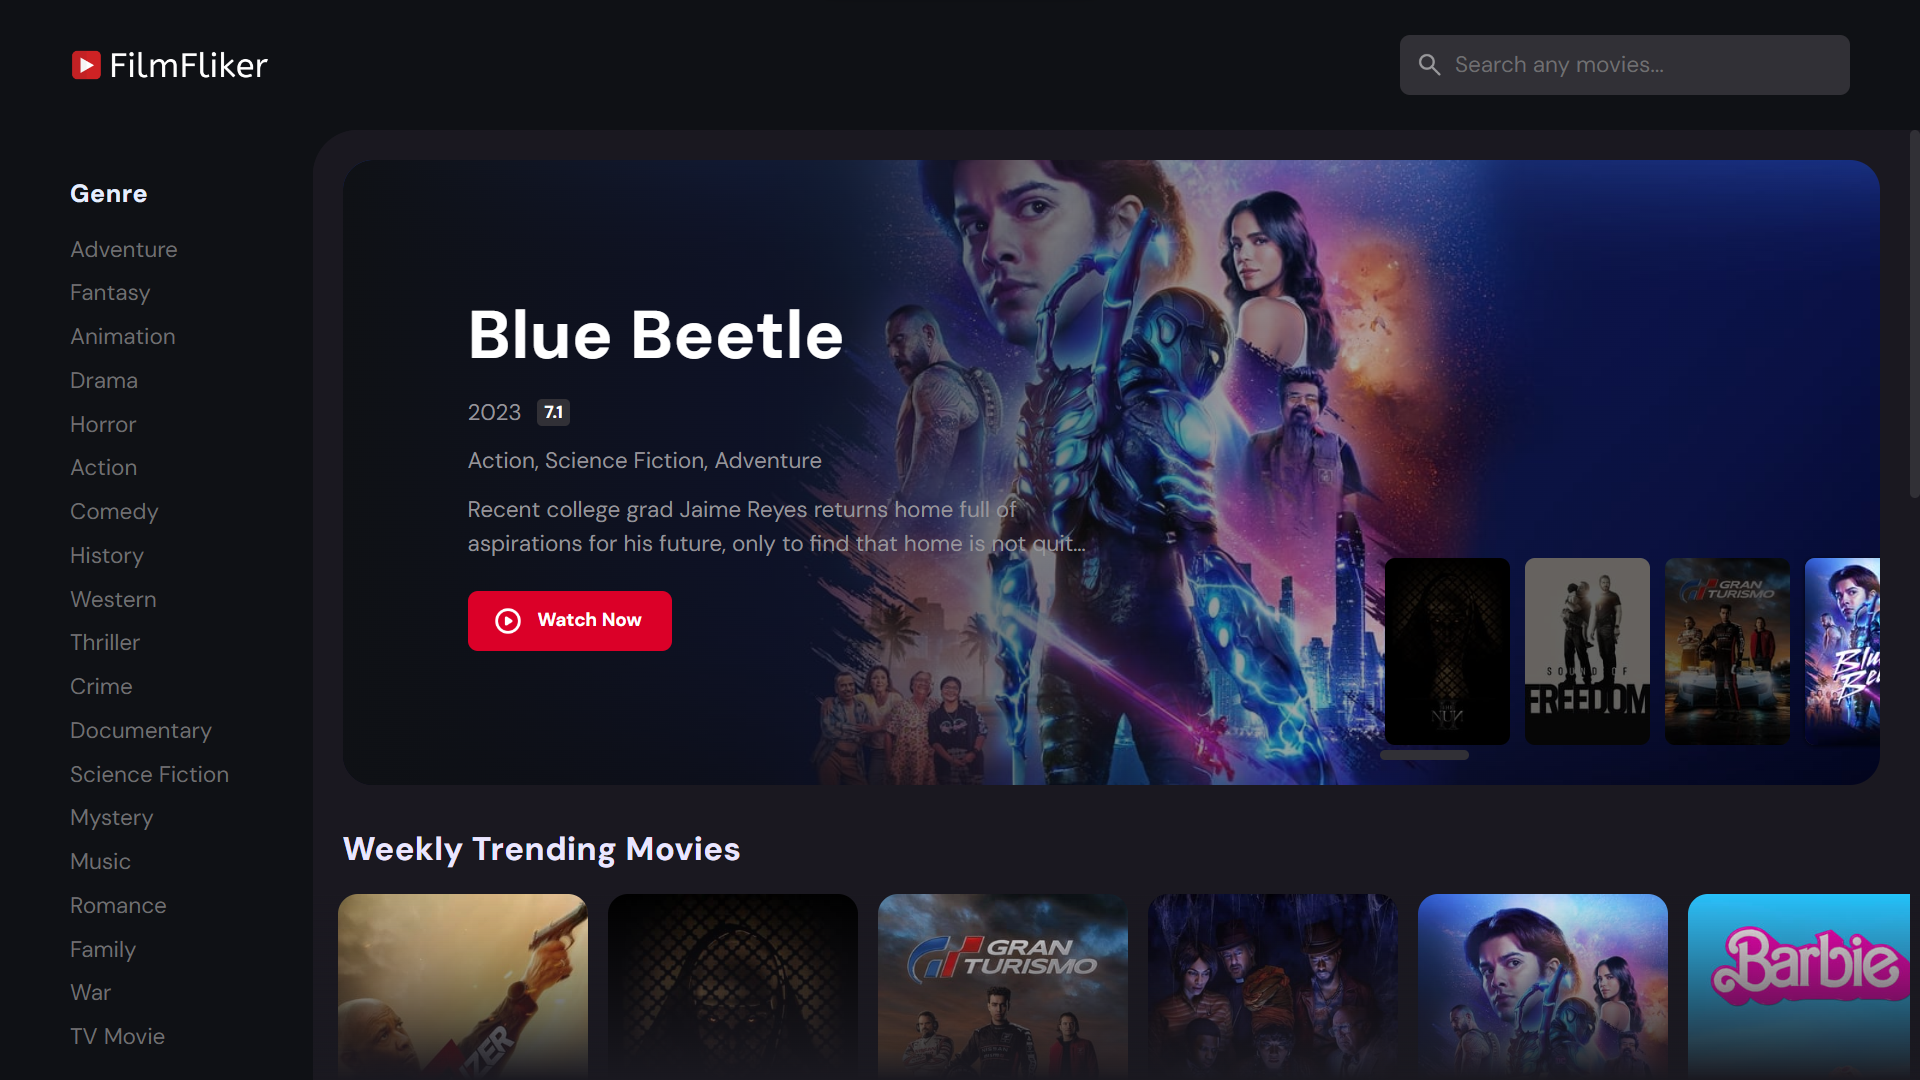 FilmFliker
Search any movies...
Genre
Adventure
Fantasy
Animation
Drama
Horror
Action
Comedy
History
Western
Thriller
Crime
Documentary
Science Fiction
Mystery
Music
Romance
Family
War
TV Movie
Blue Beetle
2023 7.1
Action, Science Fiction, Adventure
Recent college grad Jaime Reyes returns home full of
aspirations for his future, only to find that home is not quit...
Watch Now
THE
NUN
SOUND OF
FREEDOM
GRAN
TURISMO
Weekly Trending Movies
GRAN
TURISMO
Barbie